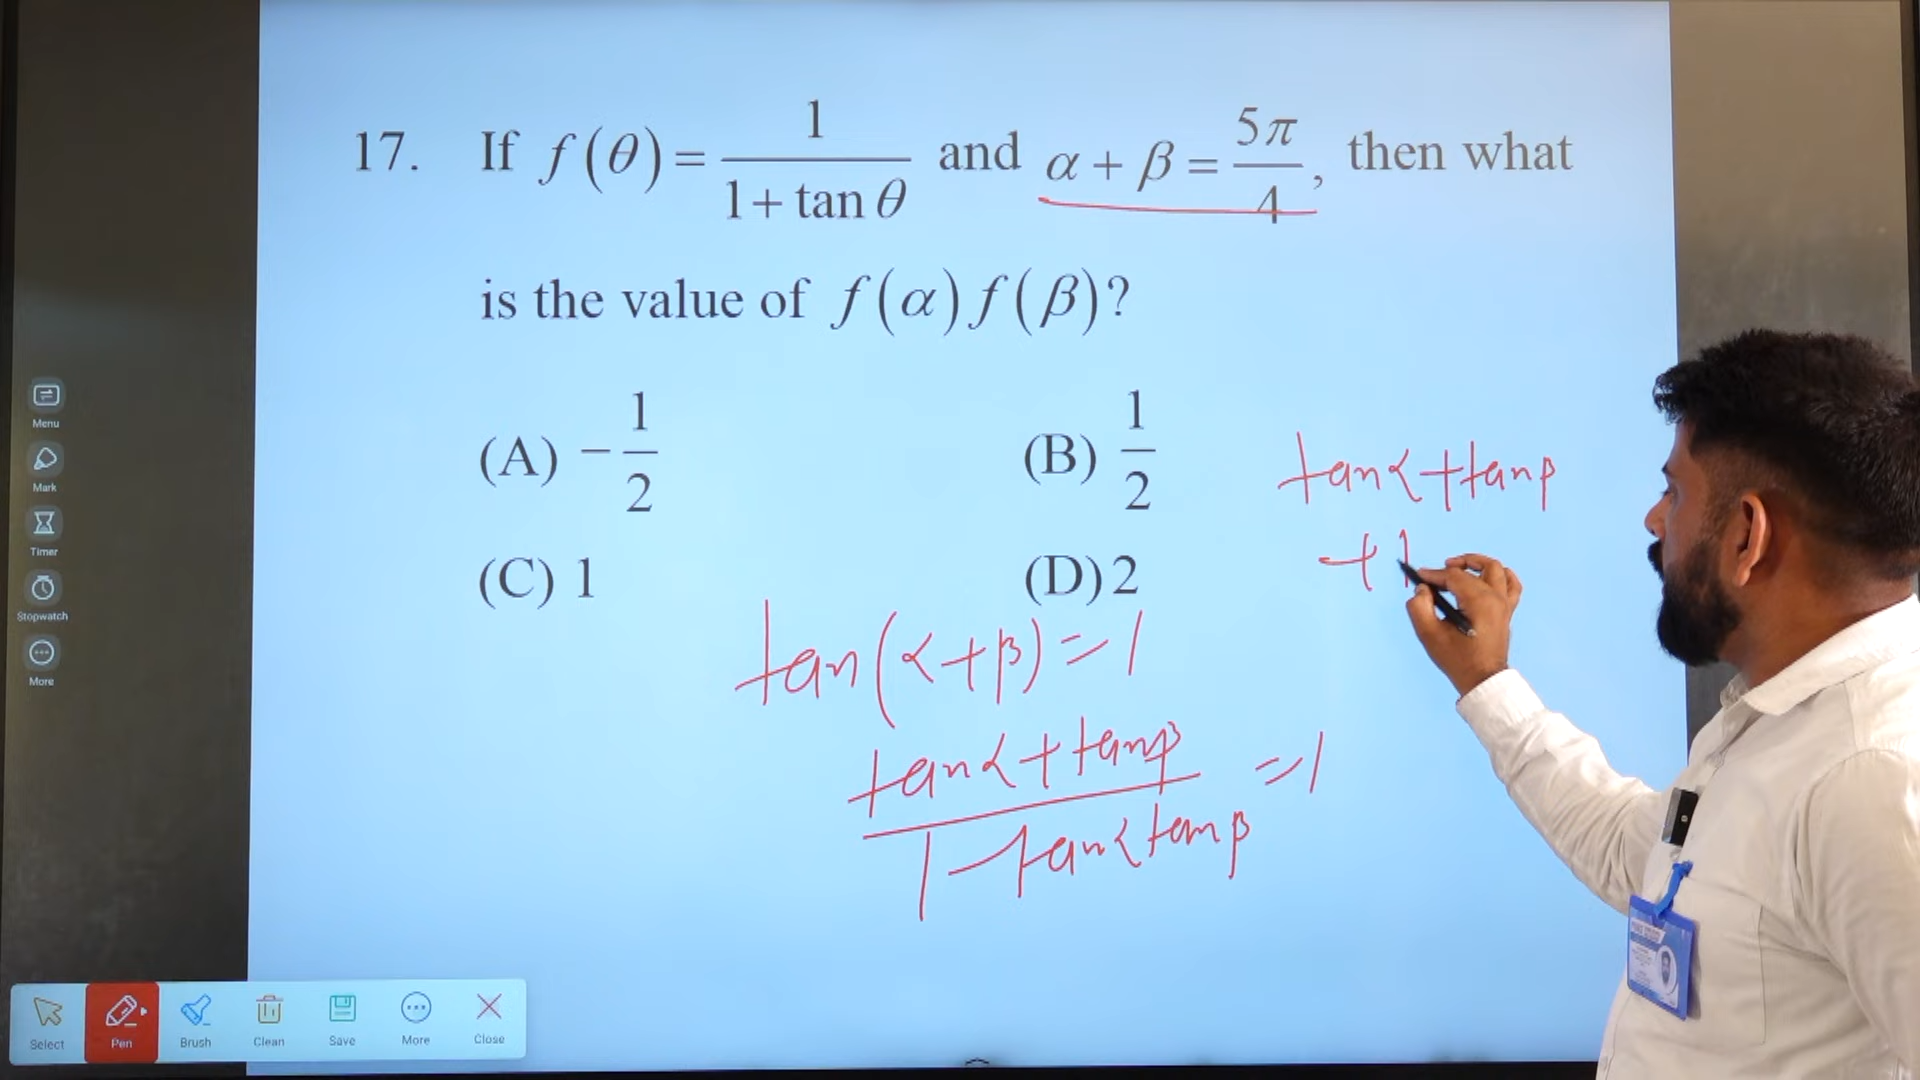 17. If f(θ) = 1/(1 + tan θ) and α + β = 5π/4, then what
is the value of f(α) f(β)?
(A) −1/2 (B) 1/2
(C) 1 (D) 2
tanα + tanβ
+
tan(α+β) = 1
(tanα + tanβ)/(1 − tanα tanβ) = 1
Menu
Mark
Timer
Stopwatch
More
Select
Pen
Brush
Clean
Save
More
Close